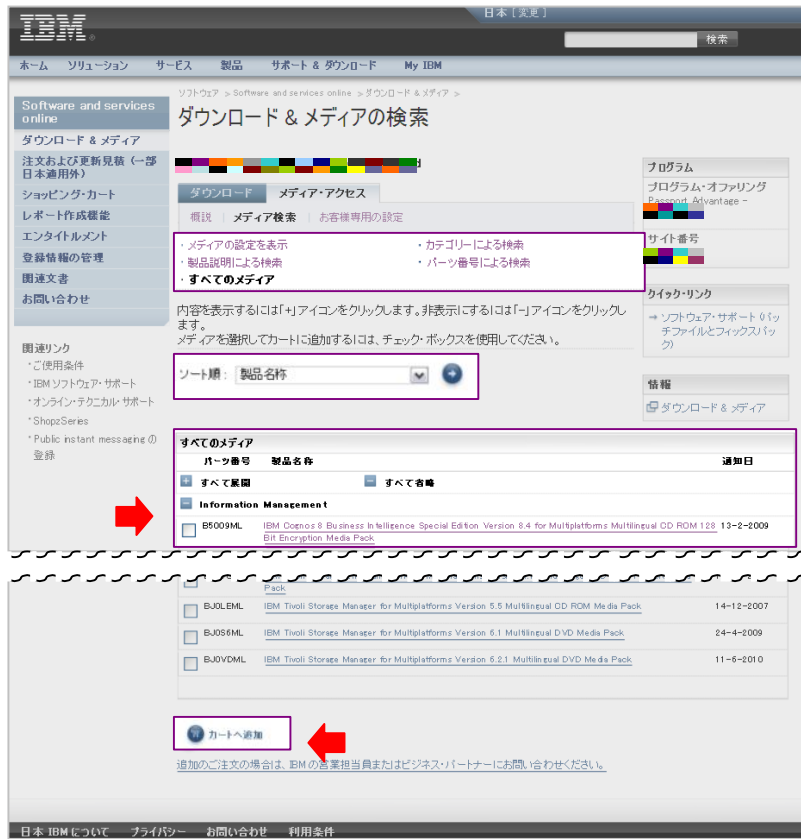 日本 [ 変更 ]
IBM
検索
ホーム ソリューション サービス 製品 サポート & ダウンロード My IBM
ソフトウェア > Software and services online > ダウンロード & メディア >
ダウンロード & メディアの検索
Software and services
online
ダウンロード & メディア
注文および更新見積 (一部
日本適用外)
ショッピング・カート
レポート作成機能
エンタイトルメント
登録情報の管理
関連文書
お問い合わせ
関連リンク
・ご使用条件
・IBM ソフトウェア・サポート
・オンライン・テクニカル・サポート
・ShopzSeries
・Public instant messaging の
登録
ダウンロード メディア・アクセス
概説 メディア検索 お客様専用の設定
・メディアの設定を表示 ・カテゴリーによる検索
・製品説明による検索 ・パーツ番号による検索
・すべてのメディア
内容を表示するには「+」アイコンをクリックします。非表示にするには「-」アイコンをクリックし
ます。
メディアを選択してカートに追加するには、チェック・ボックスを使用してください。
ソート順: 製品名称
プログラム
プログラム・オファリング
Passport Advantage -
サイト番号
クイック・リンク
→ ソフトウェア・サポート (パッ
チファイルとフィックスパッ
ク)
情報
ダウンロード & メディア
すべてのメディア
パーツ番号 製品名称 通知日
すべて展開 すべて省略
Information Management
B5009ML IBM Cognos 8 Business Intelligence Special Edition Version 8.4 for Multiplatforms Multilingual CD ROM 128 13-2-2009
Bit Encryption Media Pack
Pack
BJ0LEML IBM Tivoli Storage Manager for Multiplatforms Version 5.5 Multilingual CD ROM Media Pack 14-12-2007
BJ0S6ML IBM Tivoli Storage Manager for Multiplatforms Version 6.1 Multilingual DVD Media Pack 24-4-2009
BJ0VDML IBM Tivoli Storage Manager for Multiplatforms Version 6.2.1 Multilingual DVD Media Pack 11-6-2010
カートへ追加
追加のご注文の場合は、IBM の営業担当員またはビジネス・パートナーにお問い合わせください。
日本 IBM について プライバシー お問い合わせ 利用条件